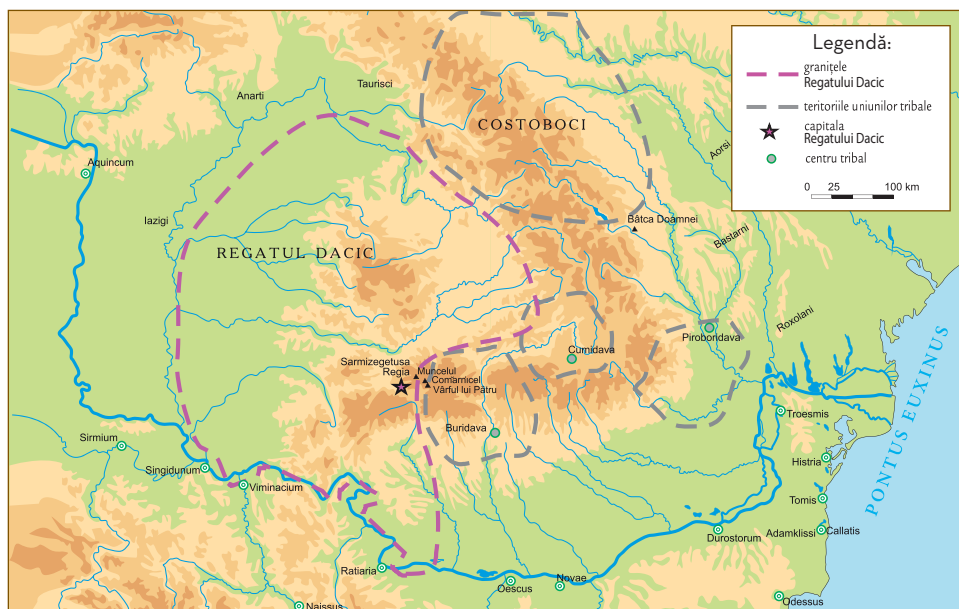 Legendă:
granițele
Regatului Dacic
teritoriile uniunilor tribale
capitala
Regatului Dacic
centru tribal
0 25 100 km
Taurisci
Anarti
COSTOBOCI
Aorsi
Aquincum
Iazigi
Bâtca Doamnei
Bastarni
REGATUL DACIC
Roxolani
Piroboridava
Cumidava
Sarmizegetusa
Regia
Muncelul
Comarnicel
Vârful lui Pătru
PONTUS EUXINUS
Troesmis
Buridava
Sirmium
Singidunum
Histria
Viminacium
Tomis
Durostorum
Adamklissi
Callatis
Ratiaria
Oescus
Novae
Odessus
Naissus